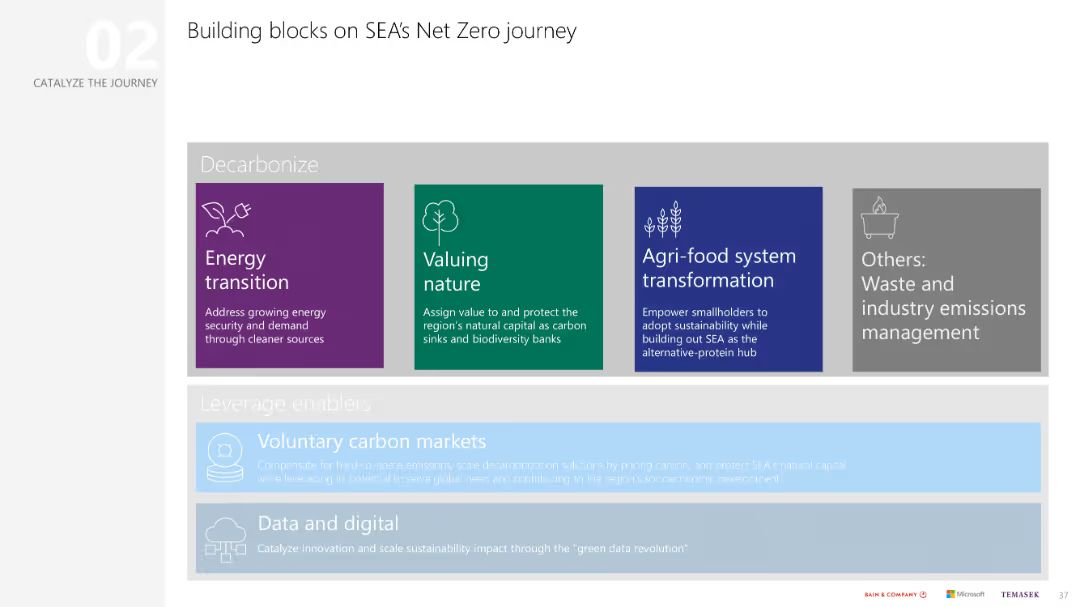 02
CATALYZE THE JOURNEY
Building blocks on SEA's Net Zero journey
Decarbonize
Energy
transition
Address growing energy
security and demand
through cleaner sources
Valuing
nature
Assign value to and protect the
region's natural capital as carbon
sinks and biodiversity banks
Agri-food system
transformation
Empower smallholders to
adopt sustainability while
building out SEA as the
alternative-protein hub
Others:
Waste and
industry emissions
management
Leverage enablers
Voluntary carbon markets
Compensate for hard-to-abate emissions, scale decarbonization solutions by pricing carbon, and protect SEA's natural capital
while leveraging its potential to serve global need and contributing to the region's socioeconomic development
Data and digital
Catalyze innovation and scale sustainability impact through the "green data revolution"
BAIN & COMPANY
Microsoft
TEMASEK
37